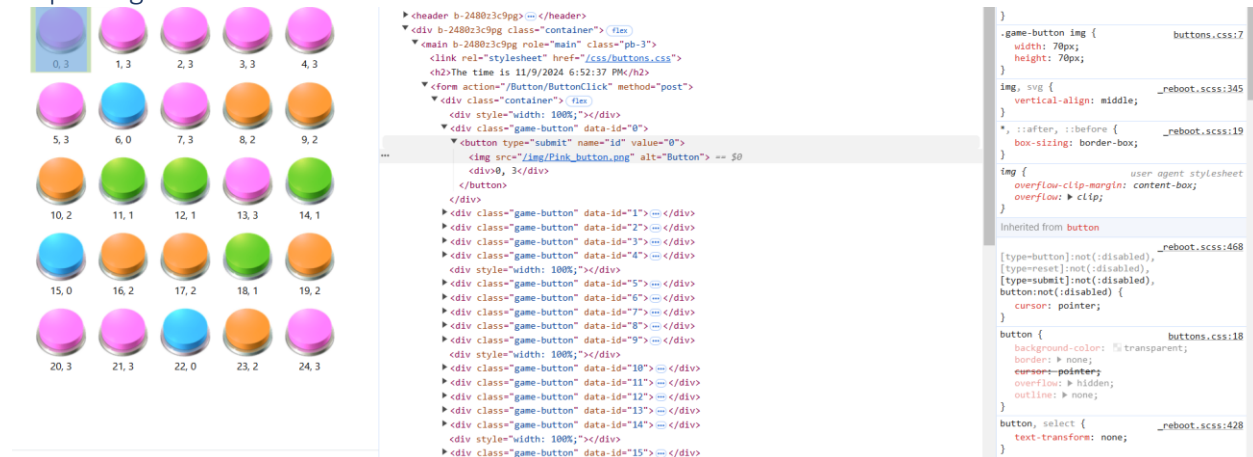 0, 3
1, 3
2, 3
3, 3
4, 3
5, 3
6, 0
7, 3
8, 2
9, 2
10, 2
11, 1
12, 1
13, 3
14, 1
15, 0
16, 2
17, 2
18, 1
19, 2
20, 3
21, 3
22, 0
23, 2
24, 3
<header b-2480z3c9pg> ⋯ </header>
<div b-2480z3c9pg class="container"> flex
<main b-2480z3c9pg role="main" class="pb-3">
<link rel="stylesheet" href="/css/buttons.css">
<h2>The time is 11/9/2024 6:52:37 PM</h2>
<form action="/Button/ButtonClick" method="post">
<div class="container"> flex
<div style="width: 100%;"></div>
<div class="game-button" data-id="0">
<button type="submit" name="id" value="0">
<img src="/img/Pink_button.png" alt="Button"> == $0
<div>0, 3</div>
</button>
</div>
<div class="game-button" data-id="1"> ⋯ </div>
<div class="game-button" data-id="2"> ⋯ </div>
<div class="game-button" data-id="3"> ⋯ </div>
<div class="game-button" data-id="4"> ⋯ </div>
<div style="width: 100%;"></div>
<div class="game-button" data-id="5"> ⋯ </div>
<div class="game-button" data-id="6"> ⋯ </div>
<div class="game-button" data-id="7"> ⋯ </div>
<div class="game-button" data-id="8"> ⋯ </div>
<div class="game-button" data-id="9"> ⋯ </div>
<div style="width: 100%;"></div>
<div class="game-button" data-id="10"> ⋯ </div>
<div class="game-button" data-id="11"> ⋯ </div>
<div class="game-button" data-id="12"> ⋯ </div>
<div class="game-button" data-id="13"> ⋯ </div>
<div class="game-button" data-id="14"> ⋯ </div>
<div style="width: 100%;"></div>
<div class="game-button" data-id="15"> ⋯ </div>
}
.game-button img { buttons.css:7
width: 70px;
height: 70px;
}
img, svg { _reboot.scss:345
vertical-align: middle;
}
*, ::after, ::before { _reboot.scss:19
box-sizing: border-box;
}
img { user agent stylesheet
overflow-clip-margin: content-box;
overflow: clip;
}
Inherited from button
_reboot.scss:468
[type=button]:not(:disabled),
[type=reset]:not(:disabled),
[type=submit]:not(:disabled),
button:not(:disabled) {
cursor: pointer;
}
button { buttons.css:18
background-color: transparent;
border: none;
cursor: pointer;
overflow: hidden;
outline: none;
}
button, select { _reboot.scss:428
text-transform: none;
}